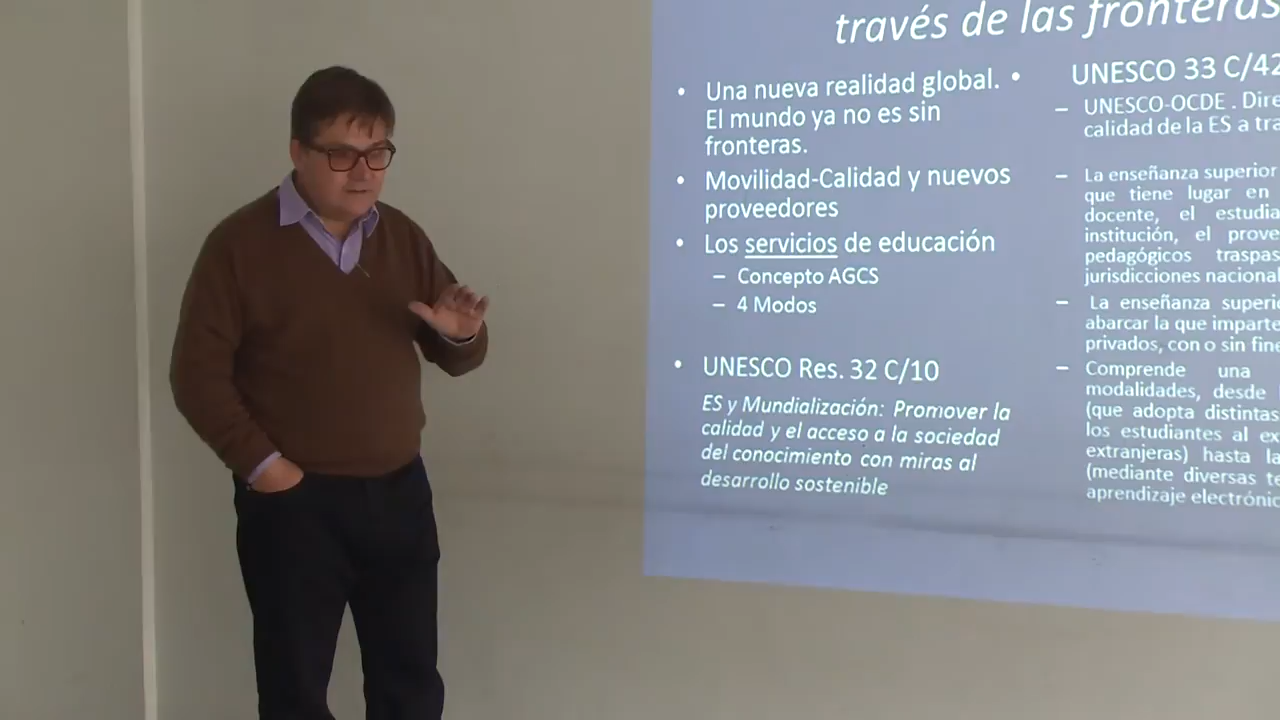 través de las fronteras
Una nueva realidad global.
El mundo ya no es sin
fronteras.
Movilidad-Calidad y nuevos
proveedores
Los servicios de educación
– Concepto AGCS
– 4 Modos
UNESCO Res. 32 C/10
ES y Mundialización: Promover la
calidad y el acceso a la sociedad
del conocimiento con miras al
desarrollo sostenible
UNESCO 33 C/42
– UNESCO-OCDE . Dire
calidad de la ES a tra
– La enseñanza superior
que tiene lugar en
docente, el estudia
institución, el prove
pedagógicos traspas
jurisdicciones nacional
– La enseñanza superio
abarcar la que imparte
privados, con o sin fine
– Comprende una
modalidades, desde
(que adopta distintas
los estudiantes al ex
extranjeras) hasta la
(mediante diversas te
aprendizaje electrónic